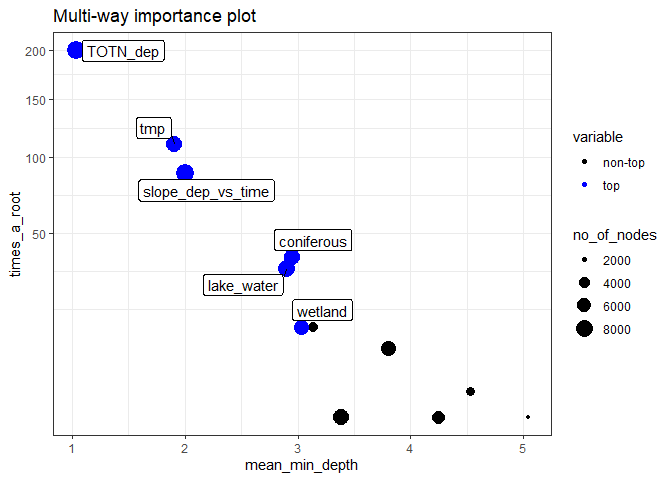 Multi-way importance plot
times_a_root
200
150
100
50
TOTN_dep
tmp
slope_dep_vs_time
coniferous
lake_water
wetland
1 2 3 4 5
mean_min_depth
variable
non-top
top
no_of_nodes
2000
4000
6000
8000